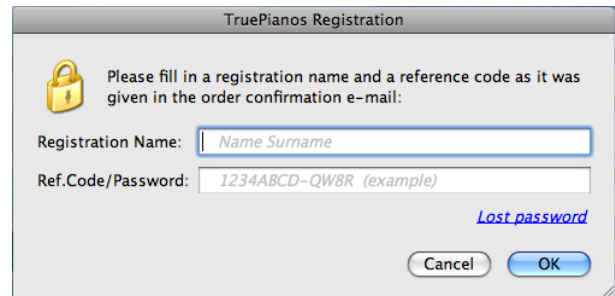 TruePianos Registration
Please fill in a registration name and a reference code as it was
given in the order confirmation e-mail:
Registration Name: Name Surname
Ref.Code/Password: 1234ABCD-QW8R (example)
Lost password
Cancel OK